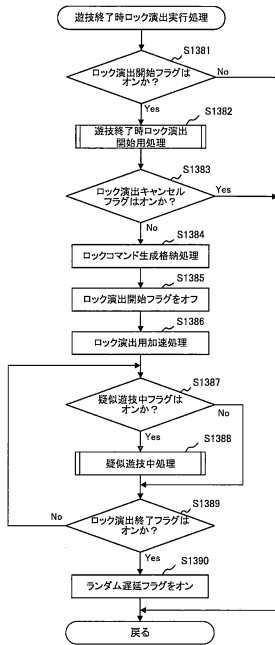 遊技終了時ロック演出実行処理
S1381
ロック演出開始フラグは
オンか？
No
Yes
S1382
遊技終了時ロック演出
開始用処理
S1383
ロック演出キャンセル
フラグはオンか？
Yes
No
S1384
ロックコマンド生成格納処理
S1385
ロック演出開始フラグをオフ
S1386
ロック演出用加速処理
S1387
疑似遊技中フラグは
オンか？
No
Yes
S1388
疑似遊技中処理
S1389
No
ロック演出終了フラグは
オンか？
Yes
S1390
ランダム遅延フラグをオン
戻る